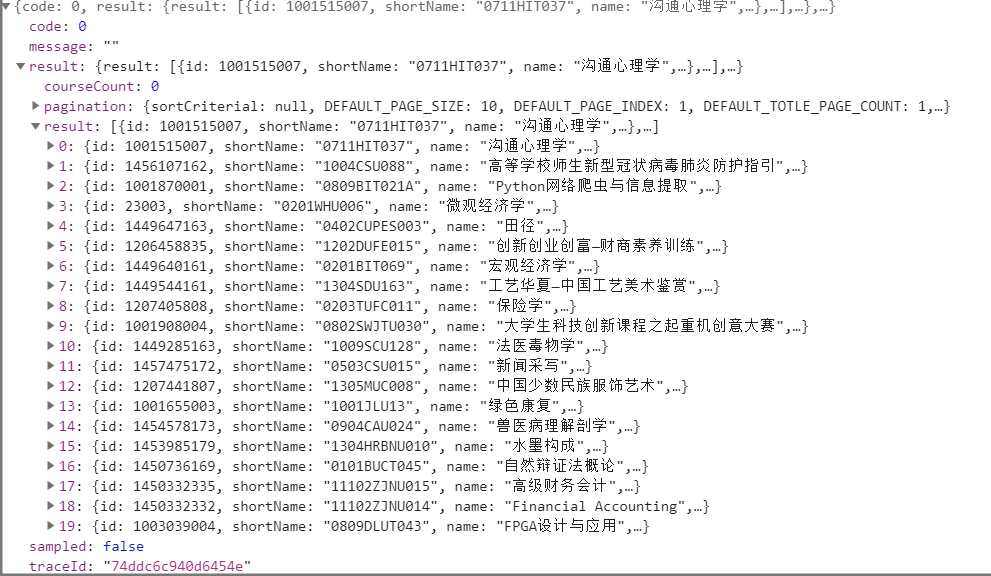 {code: 0, result: {result: [{id: 1001515007, shortName: "0711HIT037", name: "沟通心理学",…},…],…},…}
code: 0
message: ""
result: {result: [{id: 1001515007, shortName: "0711HIT037", name: "沟通心理学",…},…],…}
courseCount: 0
pagination: {sortCriterial: null, DEFAULT_PAGE_SIZE: 10, DEFAULT_PAGE_INDEX: 1, DEFAULT_TOTLE_PAGE_COUNT: 1,…}
result: [{id: 1001515007, shortName: "0711HIT037", name: "沟通心理学",…},…]
0: {id: 1001515007, shortName: "0711HIT037", name: "沟通心理学",…}
1: {id: 1456107162, shortName: "1004CSU088", name: "高等学校师生新型冠状病毒肺炎防护指引",…}
2: {id: 1001870001, shortName: "0809BIT021A", name: "Python网络爬虫与信息提取",…}
3: {id: 23003, shortName: "0201WHU006", name: "微观经济学",…}
4: {id: 1449647163, shortName: "0402CUPES003", name: "田径",…}
5: {id: 1206458835, shortName: "1202DUFE015", name: "创新创业创富—财商素养训练",…}
6: {id: 1449640161, shortName: "0201BIT069", name: "宏观经济学",…}
7: {id: 1449544161, shortName: "1304SDU163", name: "工艺华夏—中国工艺美术鉴赏",…}
8: {id: 1207405808, shortName: "0203TUFC011", name: "保险学",…}
9: {id: 1001908004, shortName: "0802SWJTU030", name: "大学生科技创新课程之起重机创意大赛",…}
10: {id: 1449285163, shortName: "1009SCU128", name: "法医毒物学",…}
11: {id: 1457475172, shortName: "0503CSU015", name: "新闻采写",…}
12: {id: 1207441807, shortName: "1305MUC008", name: "中国少数民族服饰艺术",…}
13: {id: 1001655003, shortName: "1001JLU13", name: "绿色康复",…}
14: {id: 1454578173, shortName: "0904CAU024", name: "兽医病理解剖学",…}
15: {id: 1453985179, shortName: "1304HRBNU010", name: "水墨构成",…}
16: {id: 1450736169, shortName: "0101BUCT045", name: "自然辩证法概论",…}
17: {id: 1450332335, shortName: "11102ZJNU015", name: "高级财务会计",…}
18: {id: 1450332332, shortName: "11102ZJNU014", name: "Financial Accounting",…}
19: {id: 1003039004, shortName: "0809DLUT043", name: "FPGA设计与应用",…}
sampled: false
traceId: "74ddc6c940d6454e"